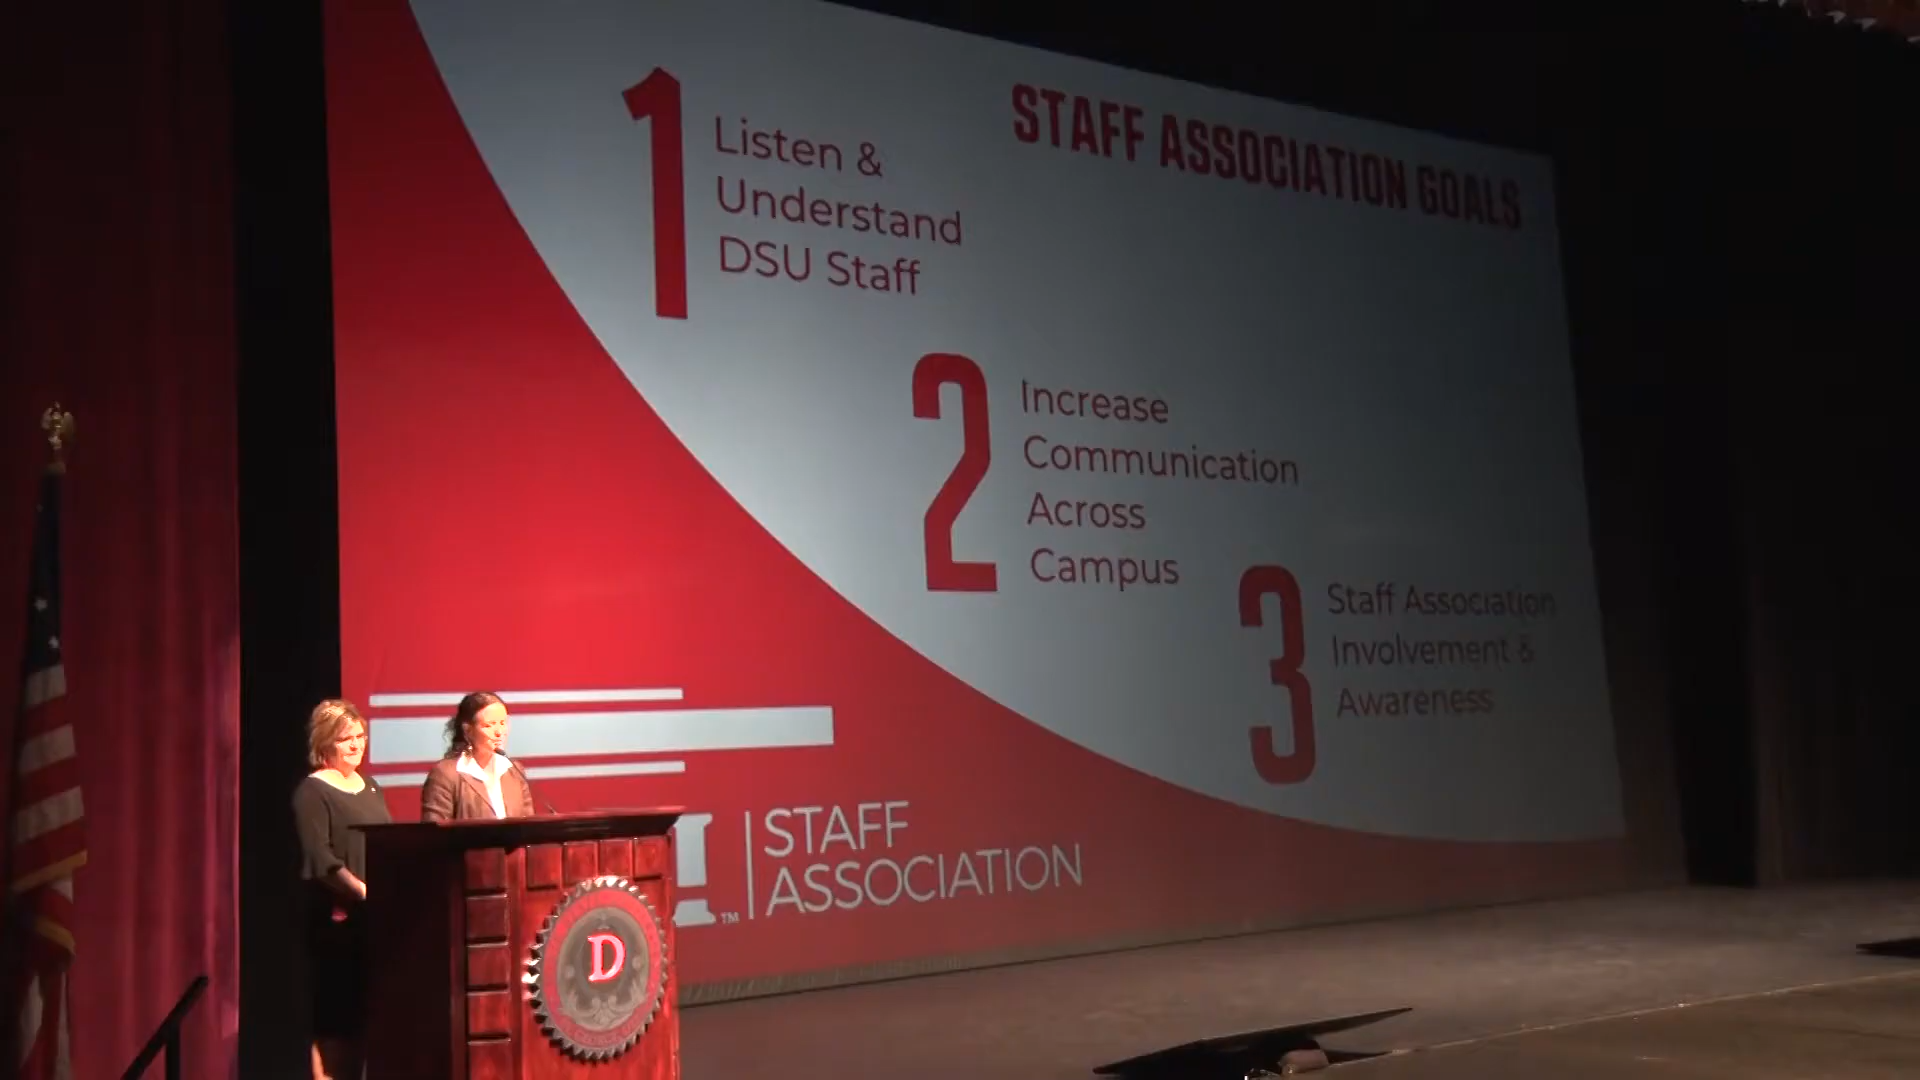 STAFF ASSOCIATION GOALS
1
Listen &
Understand
DSU Staff
2
Increase
Communication
Across
Campus
3
Staff Association
Involvement &
Awareness
STAFF
ASSOCIATION
TM
D